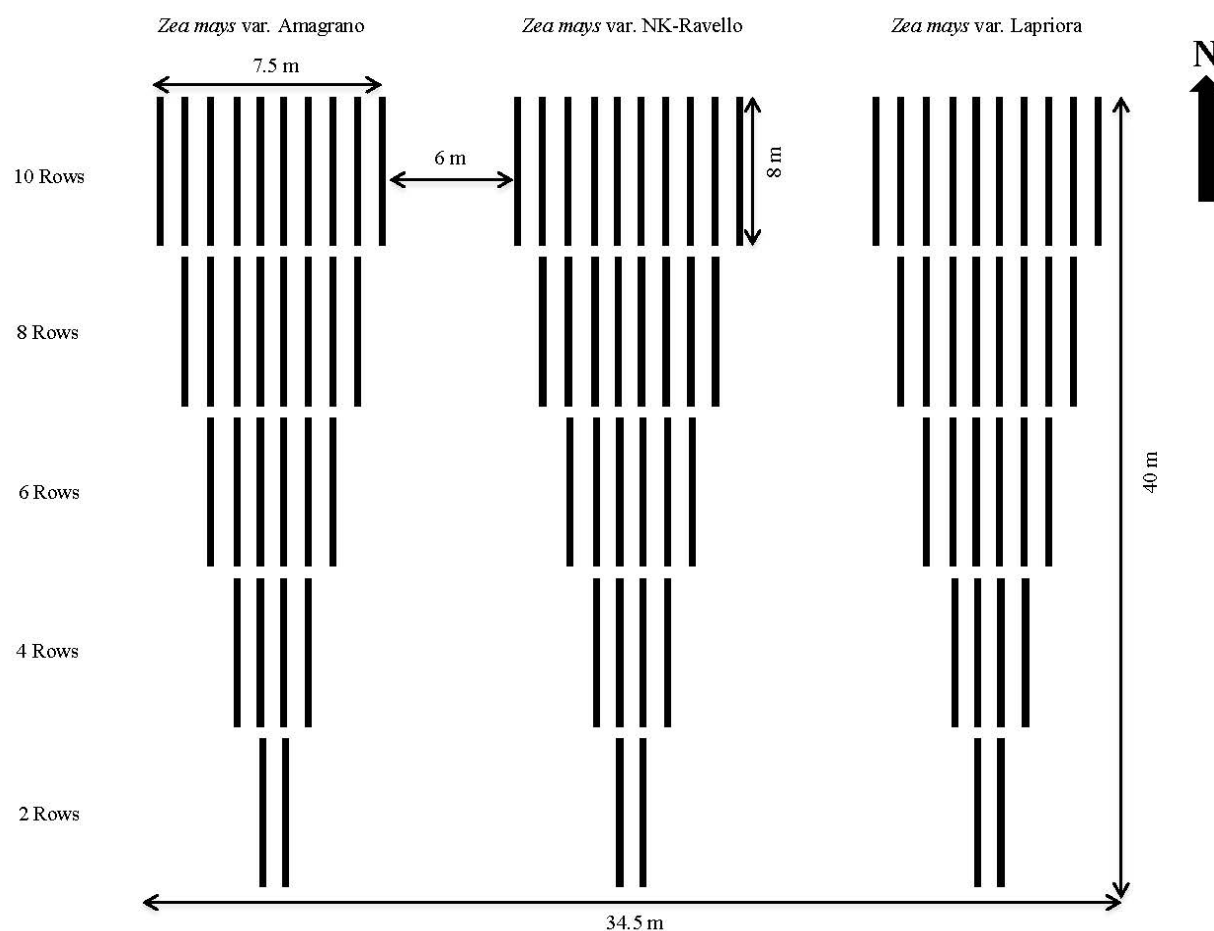 Zea mays var. Amagrano
Zea mays var. NK-Ravello
Zea mays var. Lapriora
N
7.5 m
6 m
8 m
10 Rows
8 Rows
6 Rows
40 m
4 Rows
2 Rows
34.5 m